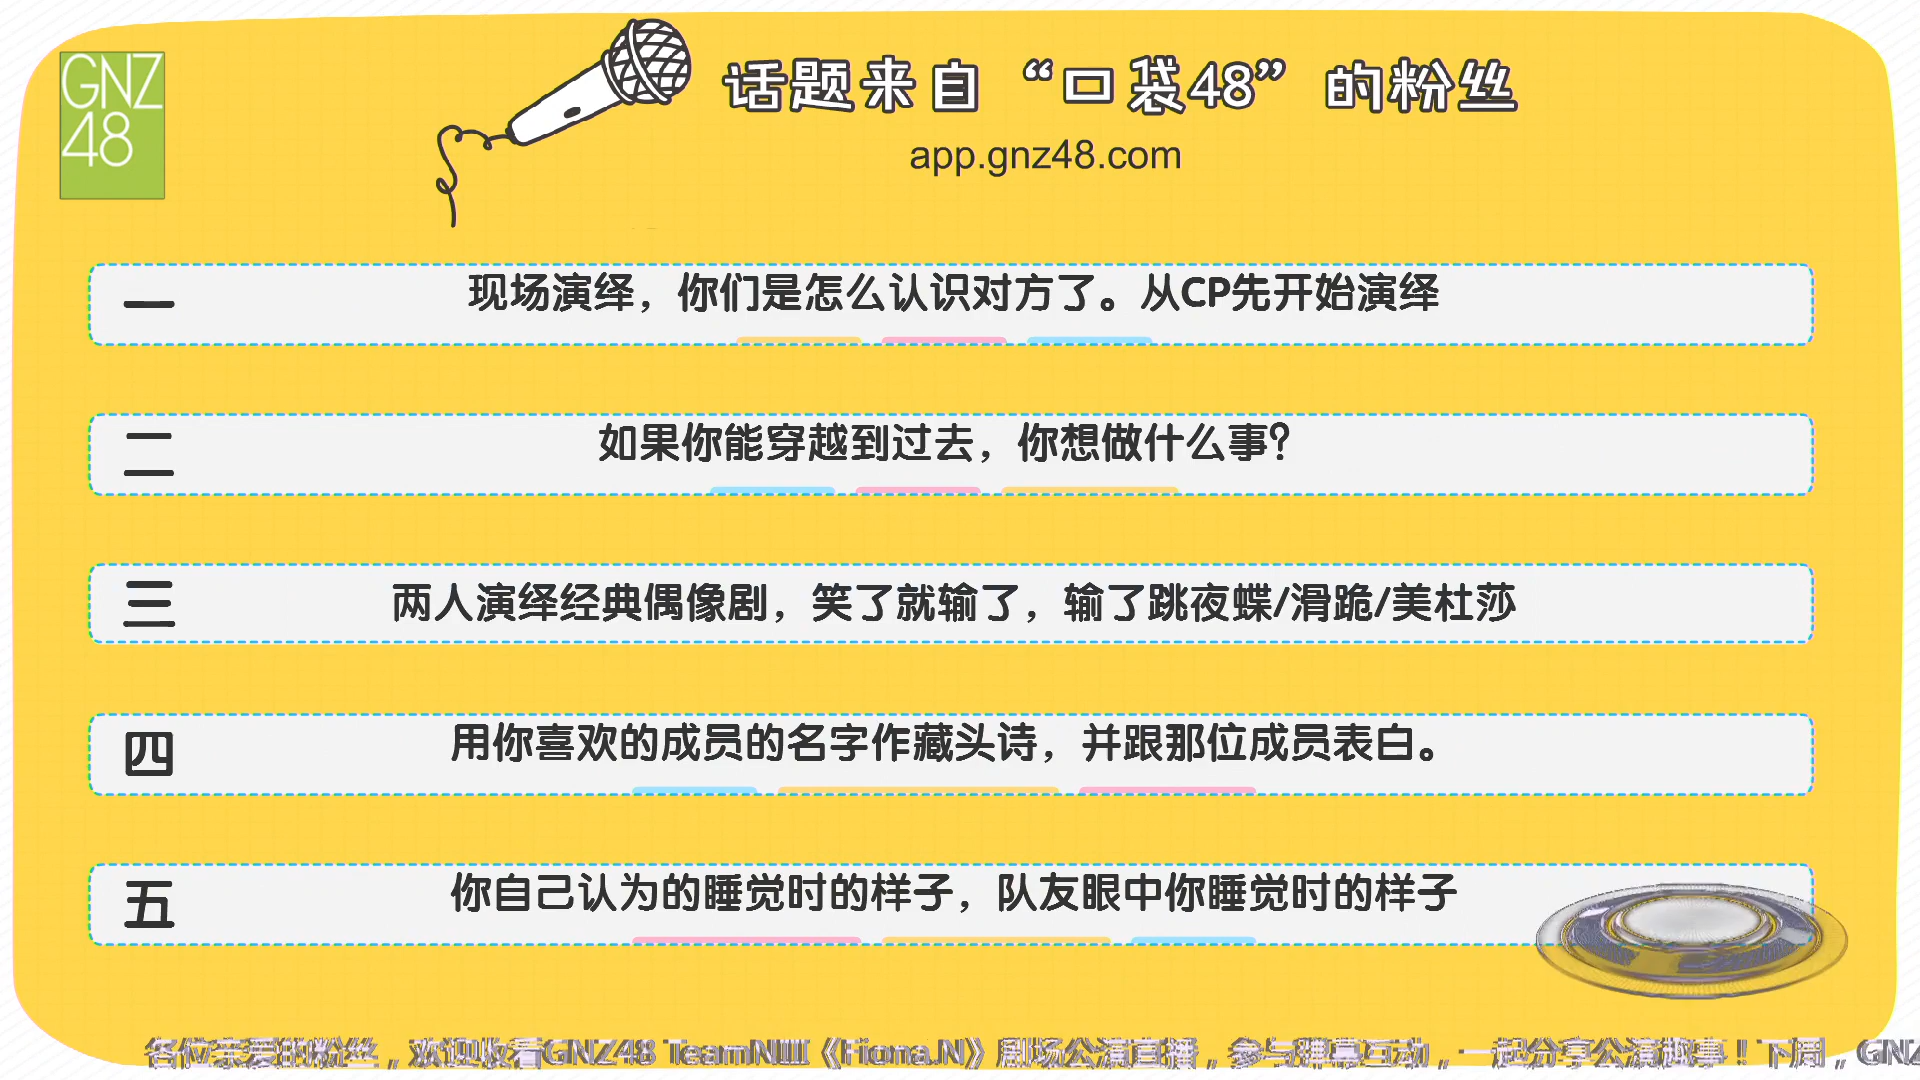 GNZ
48
话题来自“口袋48”的粉丝
app.gnz48.com
一 现场演绎，你们是怎么认识对方了。从CP先开始演绎
二 如果你能穿越到过去，你想做什么事？
三 两人演绎经典偶像剧，笑了就输了，输了跳夜蝶/滑跪/美杜莎
四 用你喜欢的成员的名字作藏头诗，并跟那位成员表白。
五 你自己认为的睡觉时的样子，队友眼中你睡觉时的样子
各位亲爱的粉丝，欢迎收看GNZ48 TeamNIII《Fiona.N》剧场公演直播，参与弹幕互动，一起分享公演趣事！下周，GNZ